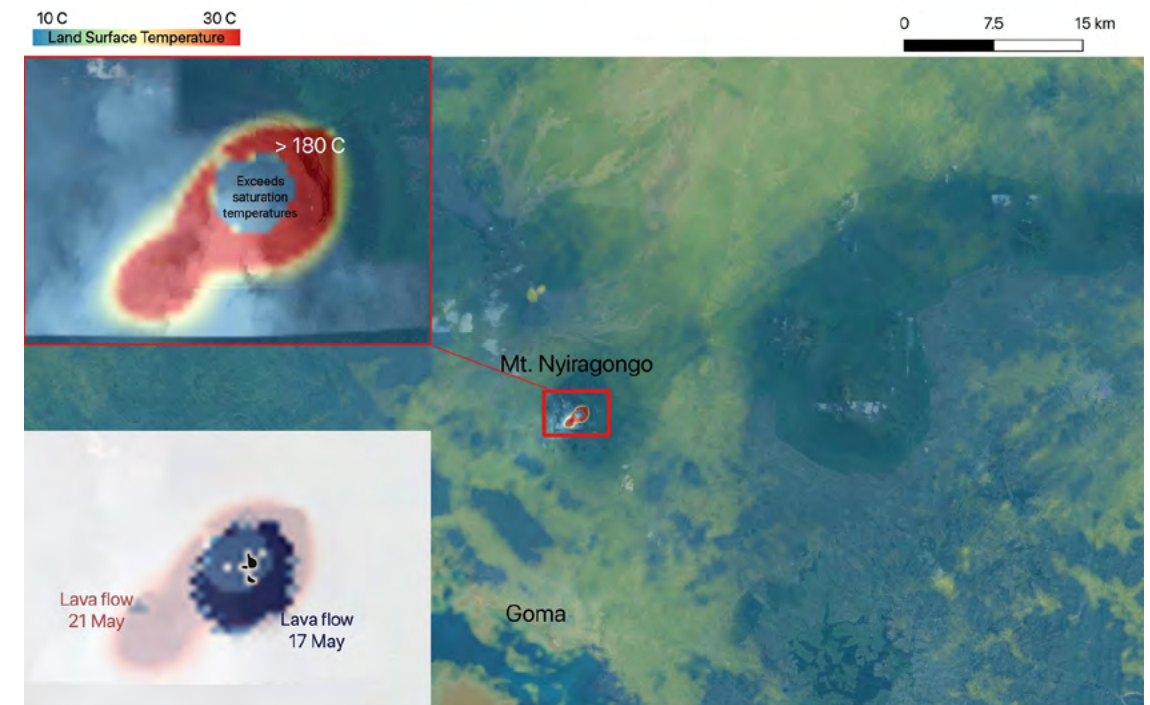 10 C 30 C
Land Surface Temperature
0 7.5 15 km
> 180 C
Exceeds
saturation
temperatures
Mt. Nyiragongo
Goma
Lava flow
21 May
Lava flow
17 May